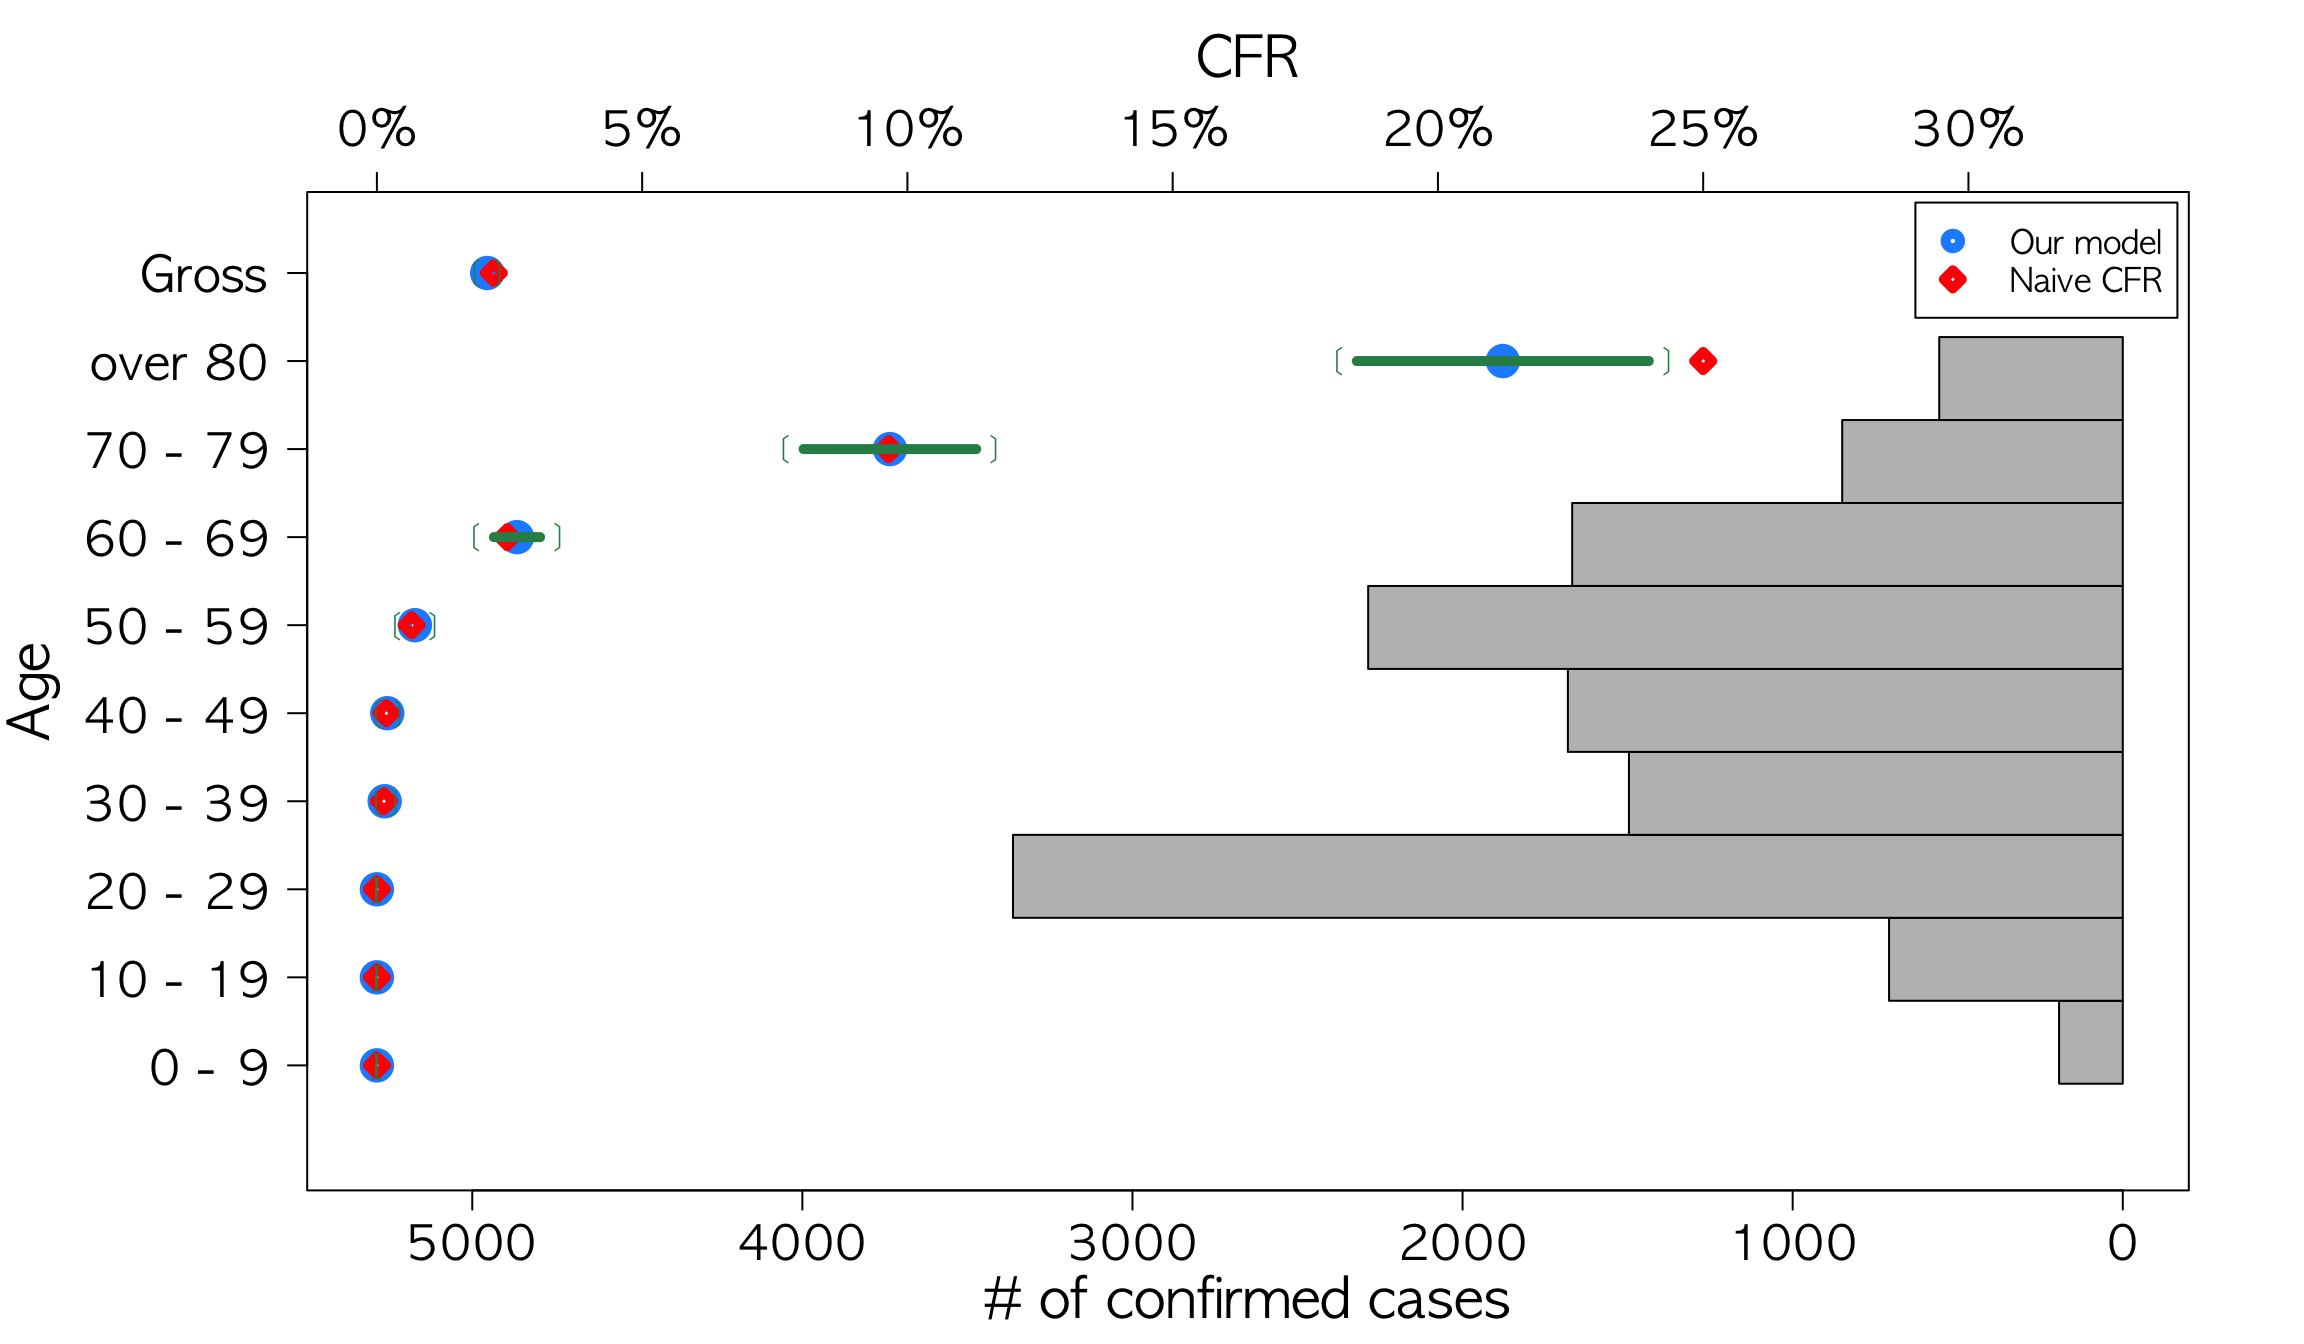 CFR
0% 5% 10% 15% 20% 25% 30%
Our model
Naive CFR
Gross
over 80
70 - 79
60 - 69
50 - 59
40 - 49
30 - 39
20 - 29
10 - 19
0 - 9
Age
5000 4000 3000 2000 1000 0
# of confirmed cases